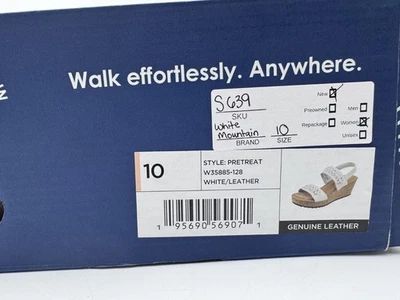 Walk effortlessly. Anywhere.
S639
SKU
White
Mountain
BRAND
10
SIZE
New
Preowned
Repackage
Men
Women
Unisex
10
STYLE: PRETREAT
W35885-128
WHITE/LEATHER
1 95690 56907 1
GENUINE LEATHER